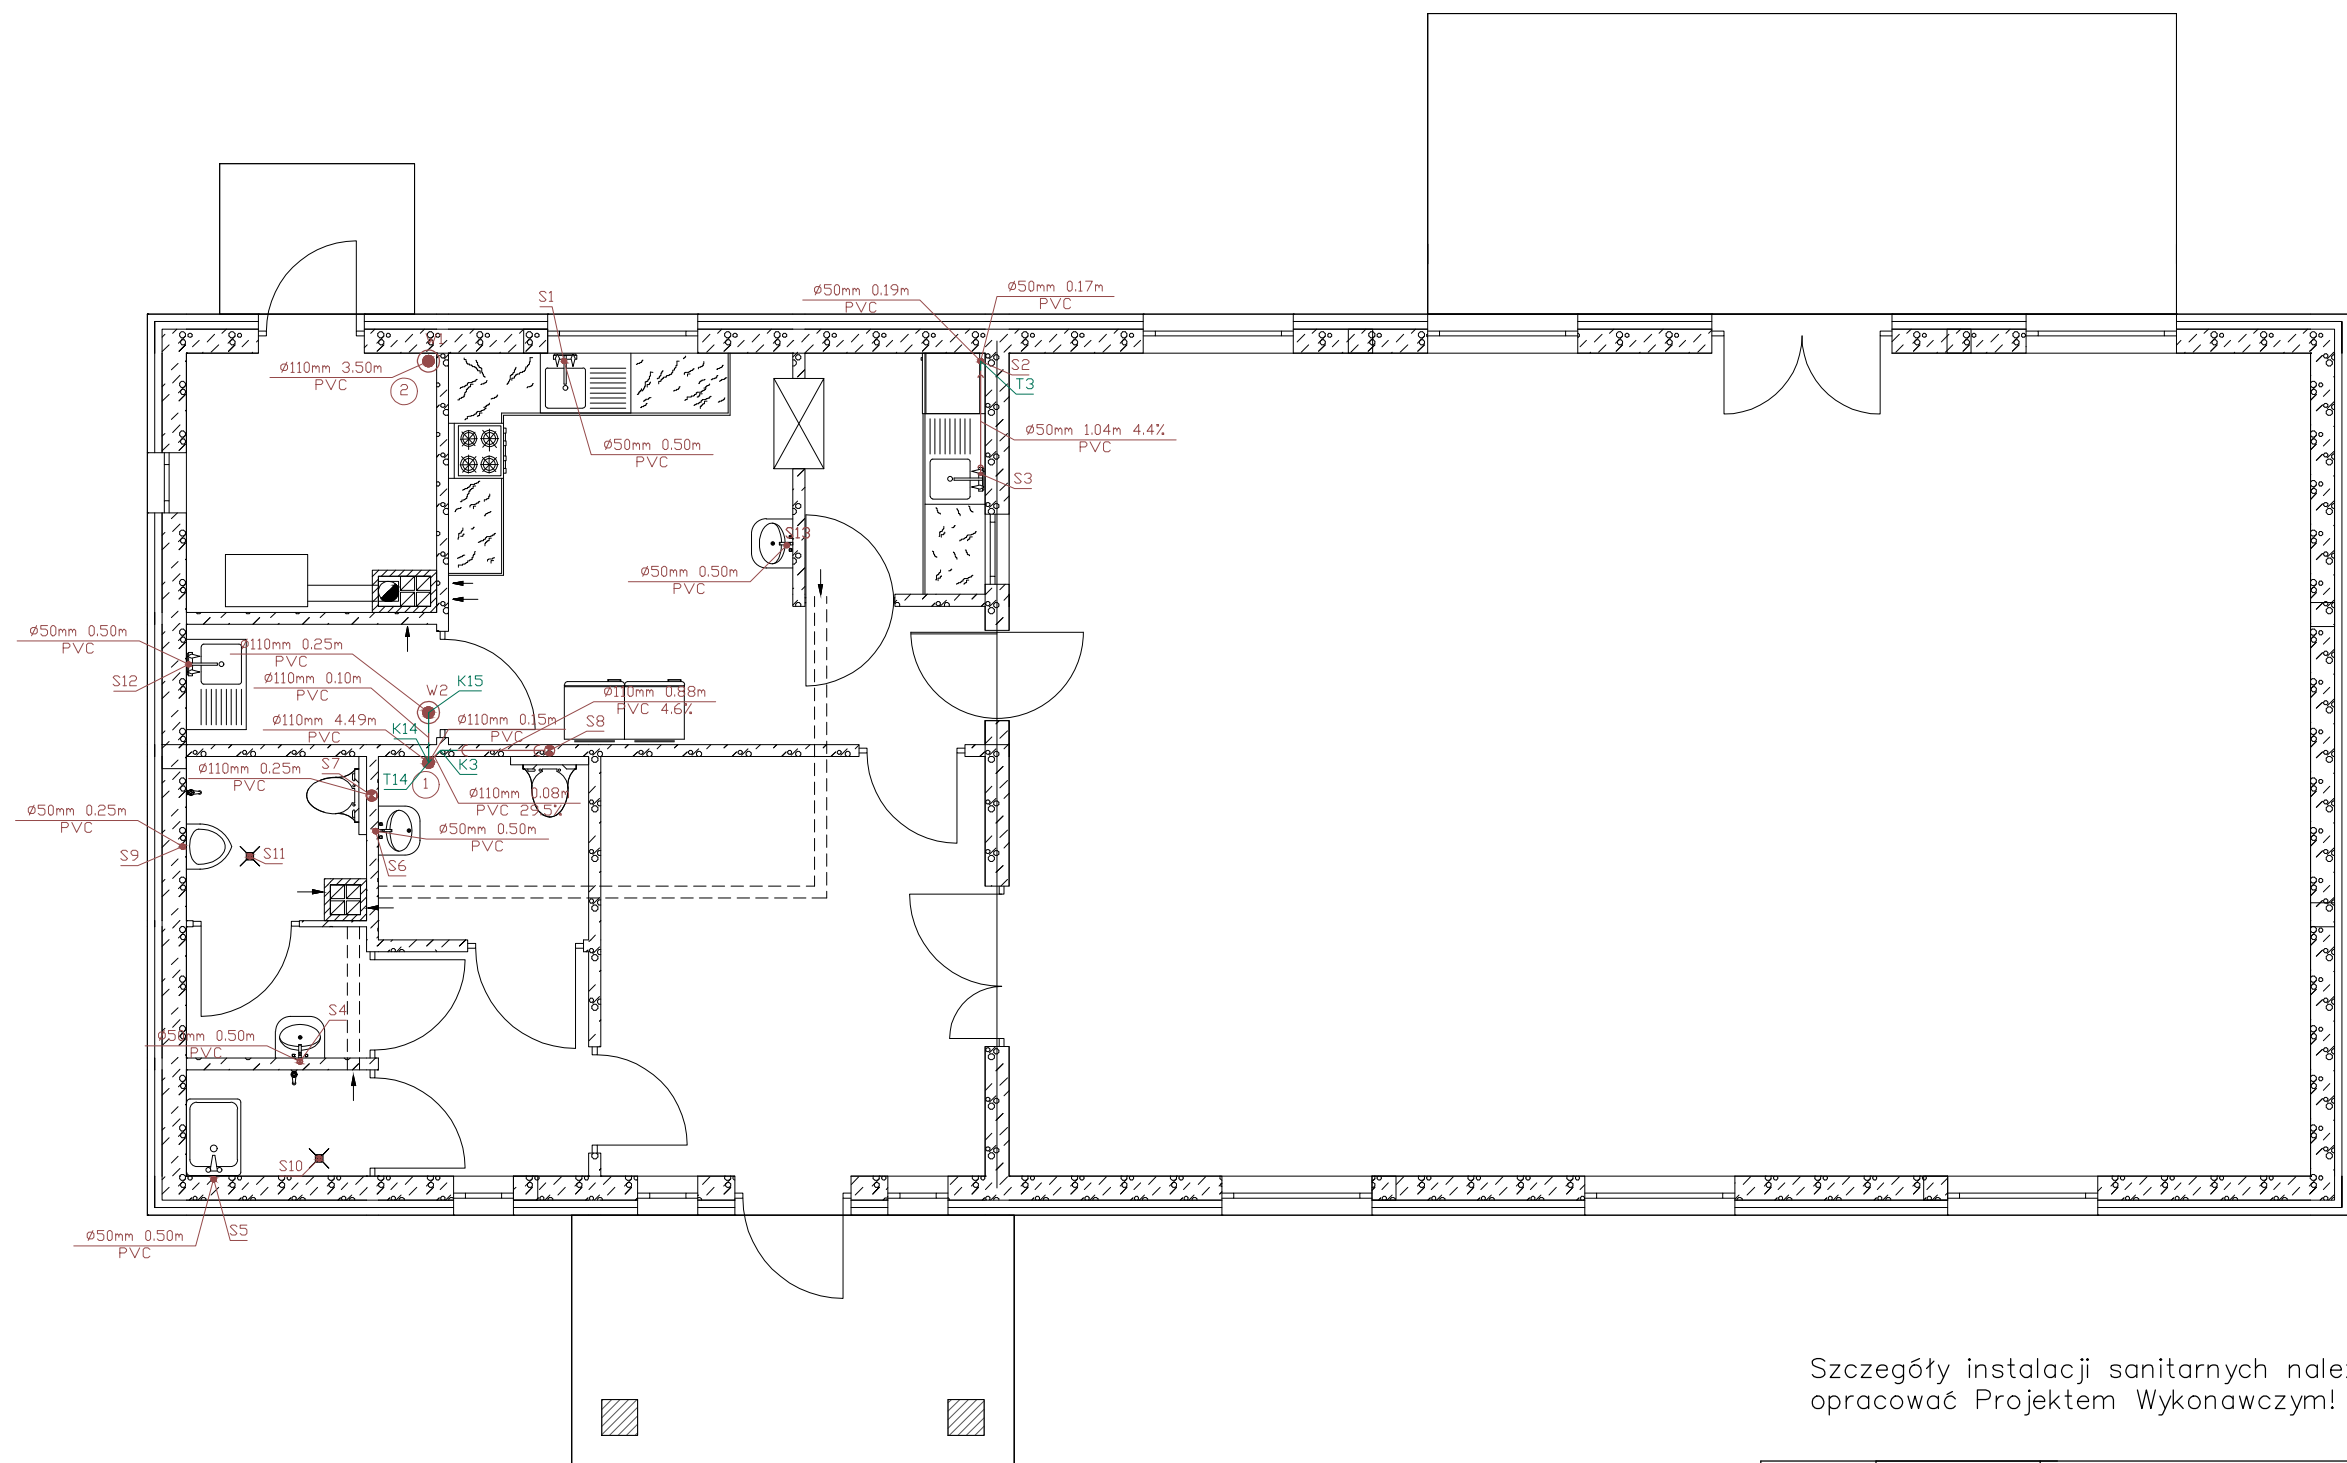 S1
ø50mm 0.19m
PVC
ø50mm 0.17m
PVC
S2
T3
ø110mm 3.50m
PVC
2
ø50mm 1.04m 4.4%
PVC
ø50mm 0.50m
PVC
S3
S13
ø50mm 0.50m
PVC
ø50mm 0.50m
PVC
S12
ø110mm 0.25m
PVC
ø110mm 0.10m
PVC
W2
K15
ø110mm 0.88m
PVC 4.6%
ø110mm 4.49m
PVC
K14
ø110mm 0.15m
PVC
S8
S7
ø110mm 0.25m
PVC
T14
1
K3
ø110mm 0.08m
PVC 29.5%
ø50mm 0.25m
PVC
S9
S11
ø50mm 0.50m
PVC
S6
S4
ø50mm 0.50m
PVC
S10
S5
ø50mm 0.50m
PVC
Szczegóły instalacji sanitarnych
opracować Projektem Wykonawczym!